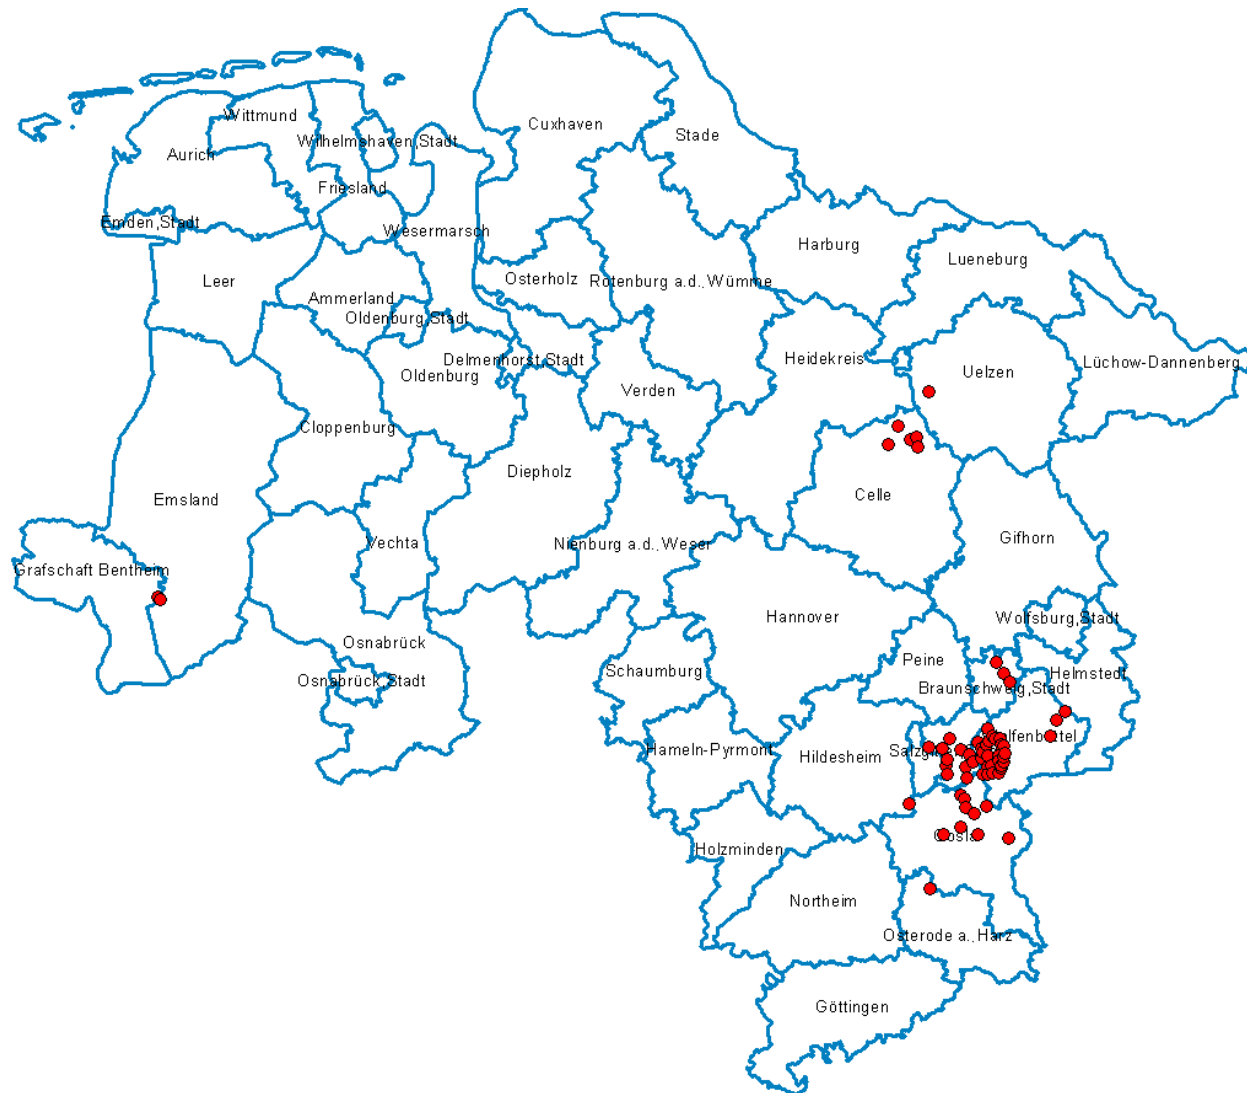 Cuxhaven
Wittmund
Stade
Wilhelmshaven,Stadt
Aurich
Friesland
Emden,Stadt
Wesermarsch
Harburg
Lueneburg
Leer
Osterholz
Rotenburg a.d., Wümme
Ammerland
Oldenburg,Stadt
Delmenhorst,Stadt
Heidekreis
Lüchow-Dannenberg
Oldenburg
Uelzen
Verden
Cloppenburg
Diepholz
Emsland
Celle
Vechta
Nienburg a.d., Weser
Gifhorn
Grafschaft Bentheim
Hannover
Wolfsburg,Stadt
Osnabrück
Peine
Schaumburg
Helmstedt
Osnabrück,Stadt
Braunschweig,Stadt
Hameln-Pyrmont
Hildesheim
Holzminden
Northeim
Osterode a., Harz
Göttingen